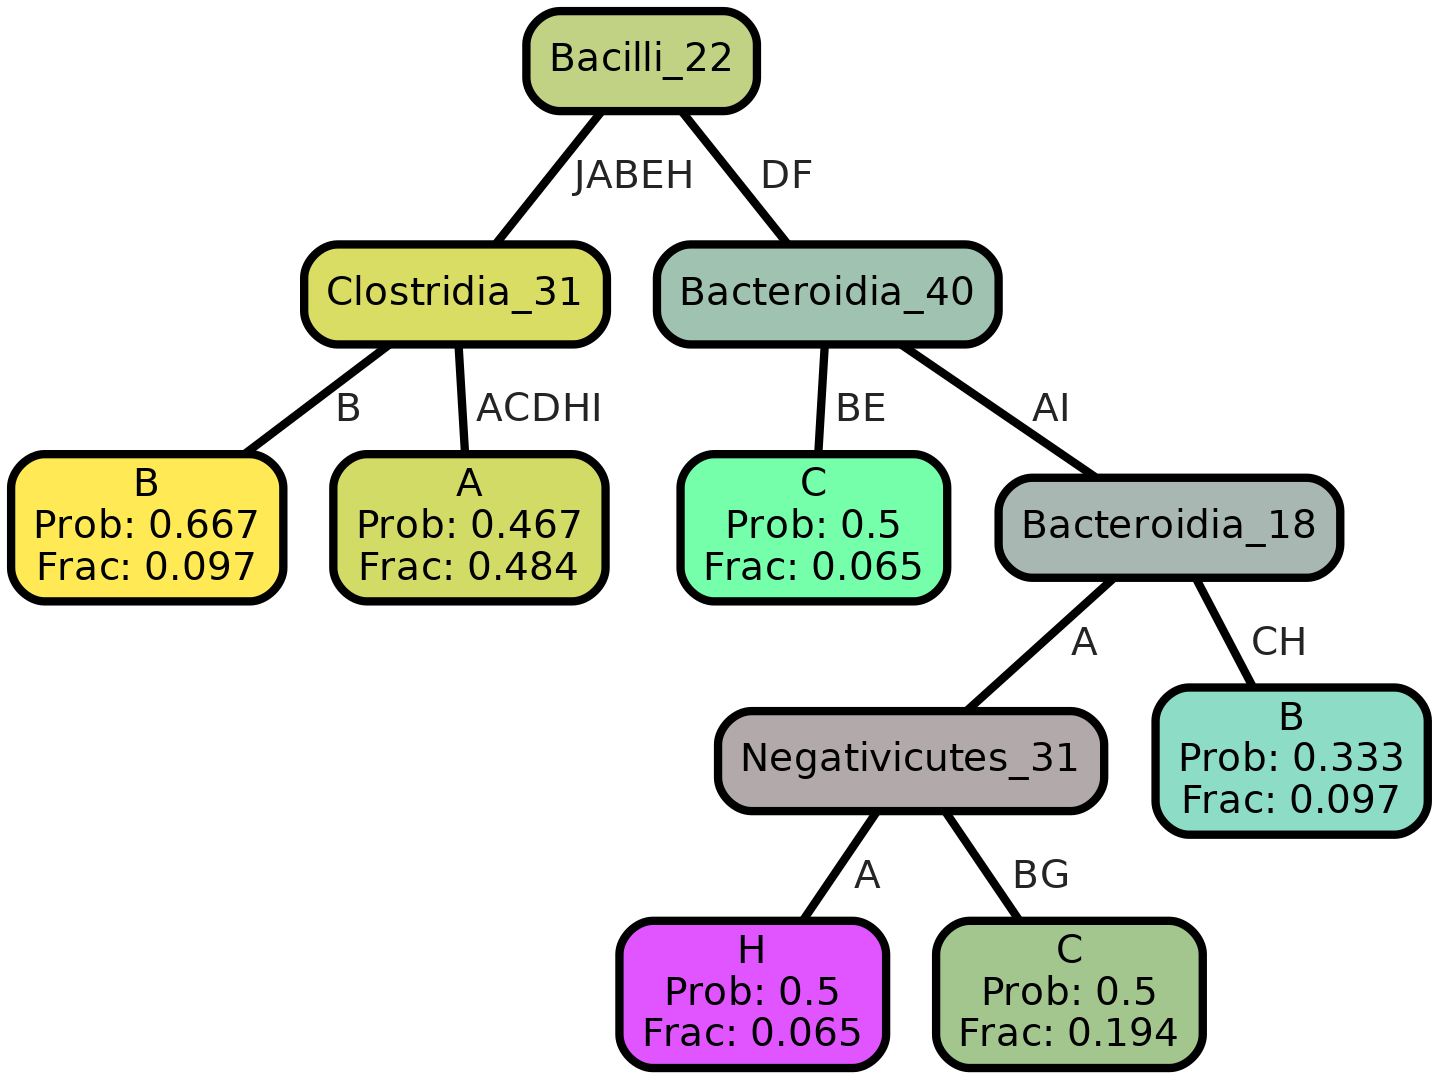 Bacilli_22
JABEH
DF
Clostridia_31
Bacteroidia_40
B
ACDHI
BE
AI
B
Prob: 0.667
Frac: 0.097
A
Prob: 0.467
Frac: 0.484
C
Prob: 0.5
Frac: 0.065
Bacteroidia_18
A
CH
Negativicutes_31
B
Prob: 0.333
Frac: 0.097
A
BG
H
Prob: 0.5
Frac: 0.065
C
Prob: 0.5
Frac: 0.194